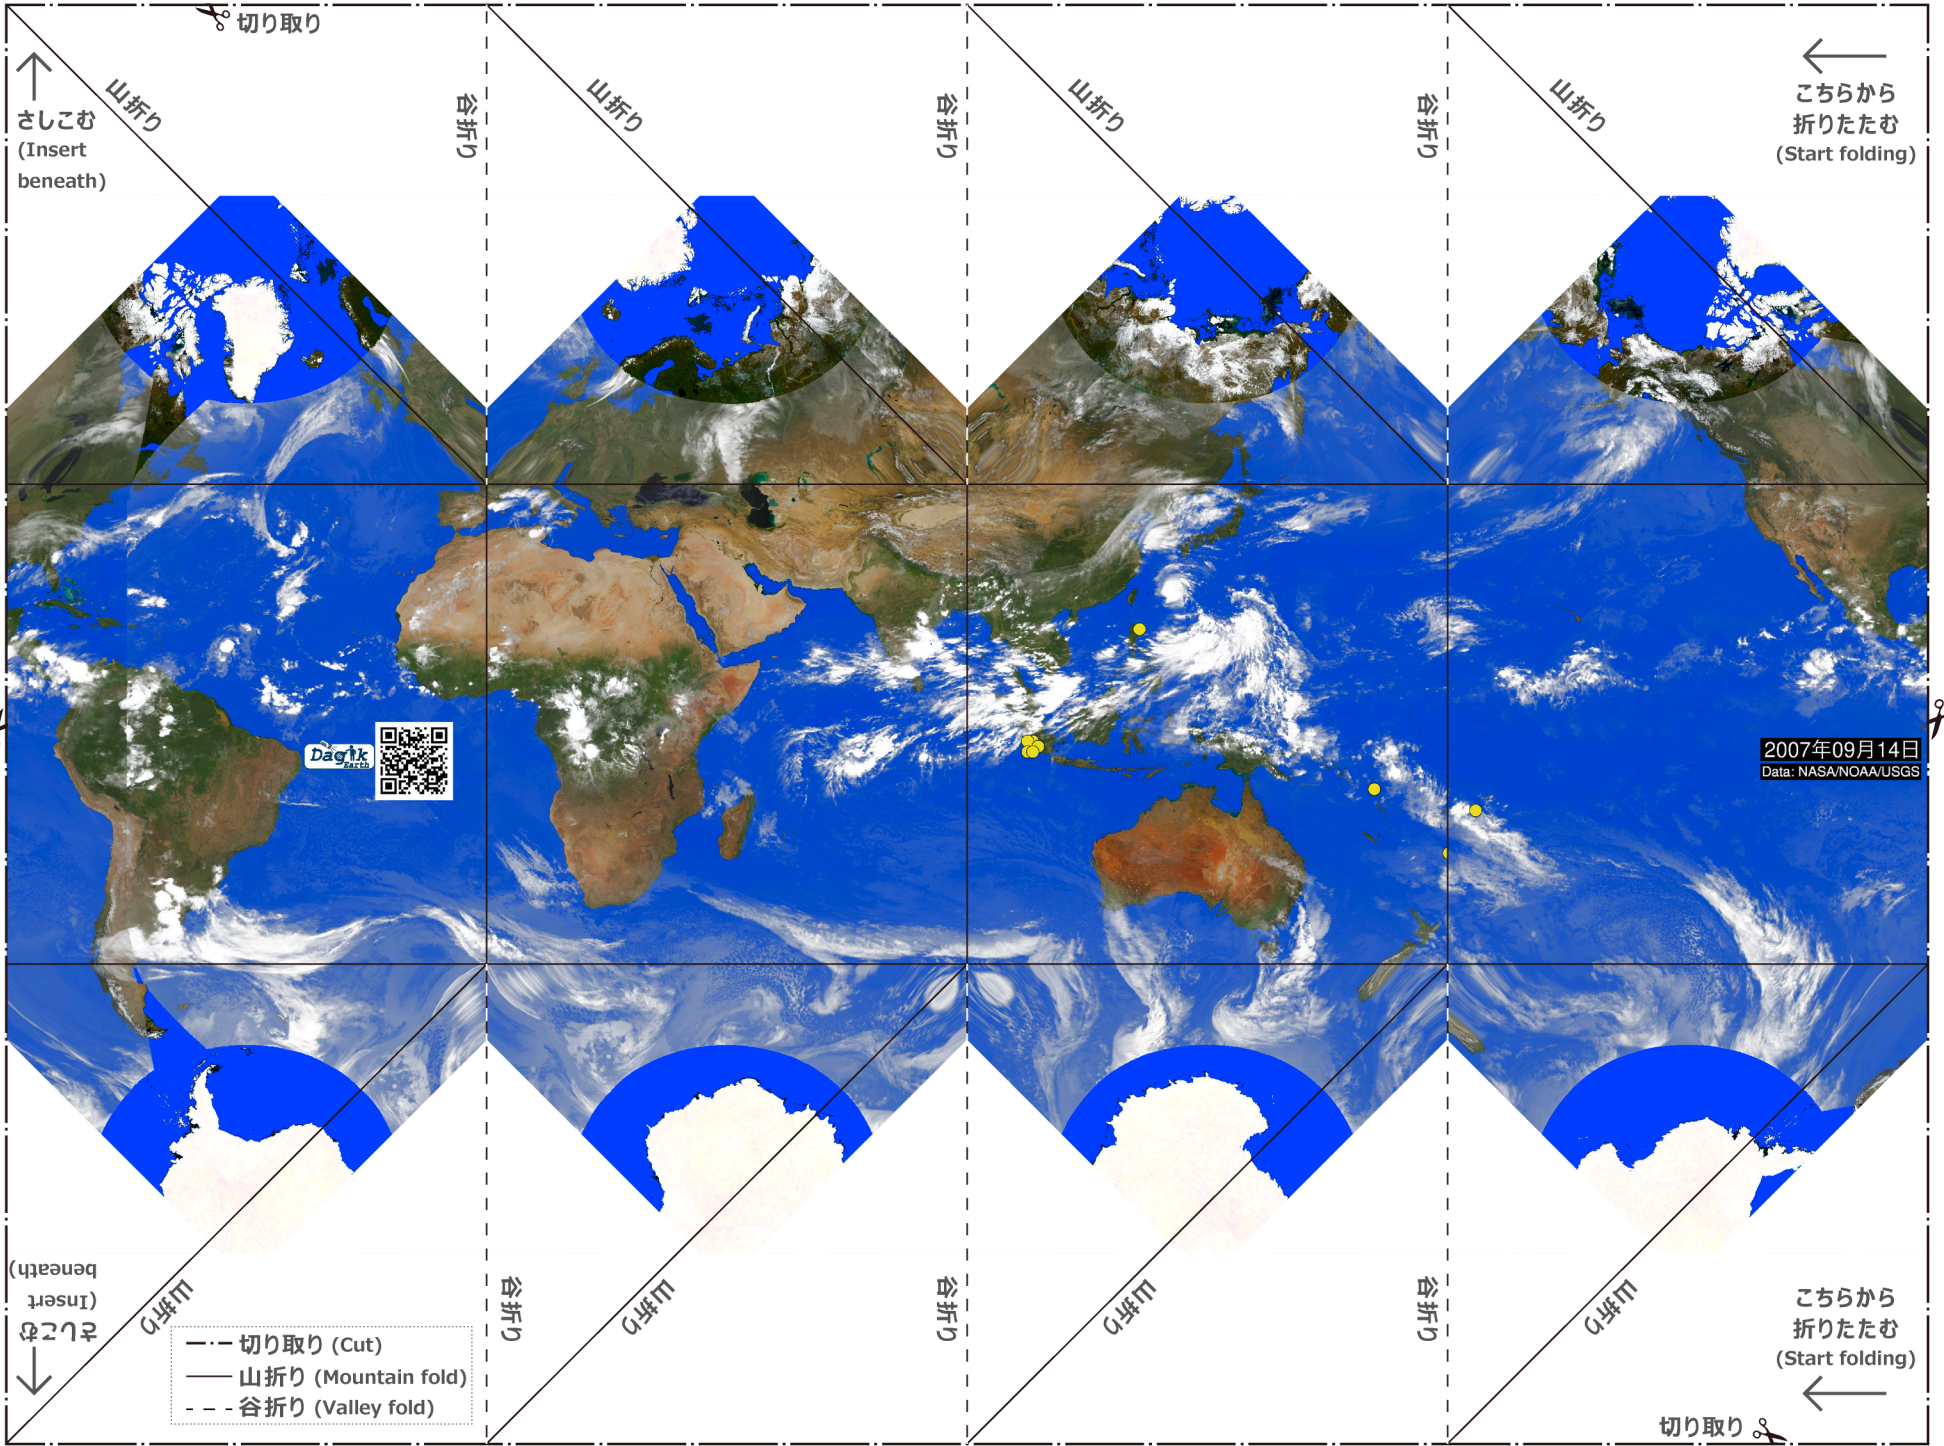 切り取り
さしこむ
(Insert
beneath)
山折り
谷折り
山折り
谷折り
山折り
谷折り
山折り
こちらから
折りたたむ
(Start folding)
Dagik
Earth
2007年09月14日
Data: NASA/NOAA/USGS
さしこむ
(Insert
beneath)
山折り
谷折り
山折り
谷折り
山折り
谷折り
山折り
こちらから
折りたたむ
(Start folding)
切り取り (Cut)
山折り (Mountain fold)
谷折り (Valley fold)
切り取り